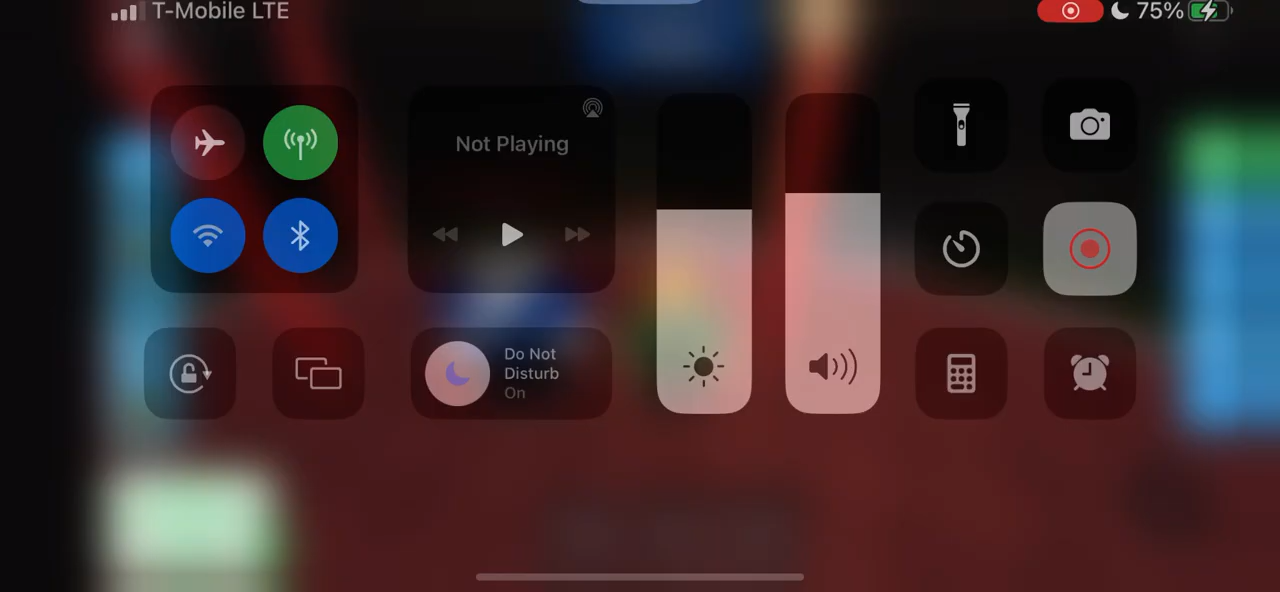 T-Mobile LTE
75%
Not Playing
Do Not
Disturb
On